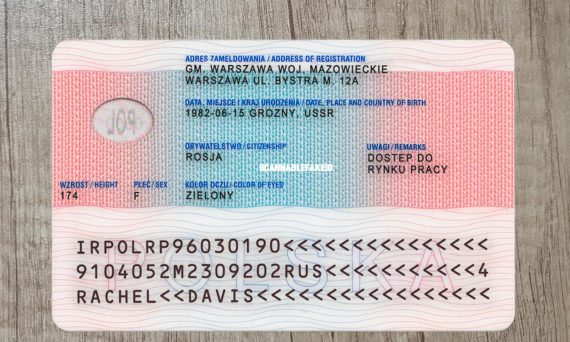 ADRES ZAMELDOWANIA / ADDRESS OF REGISTRATION
GM. WARSZAWA WOJ. MAZOWIECKIE
WARSZAWA UL. BYSTRA M. 12A
DATA, MIEJSCE I KRAJ URODZENIA / DATE, PLACE AND COUNTRY OF BIRTH
1982-06-15 GROZNY, USSR
POL
OBYWATELSTWO / CITIZENSHIP
UWAGI / REMARKS
ROSJA
DOSTEP DO
RYNKU PRACY
WZROST / HEIGHT
PŁEĆ / SEX
KOLOR OCZU / COLOR OF EYES
174
F
ZIELONY
POLSKA
IRPOLRP96030190<<<<<<<<<<<<<<<
9104052M2309202RUS<<<<<<<<<<<4
RACHEL<<DAVIS<<<<<<<<<<<<<<<<<